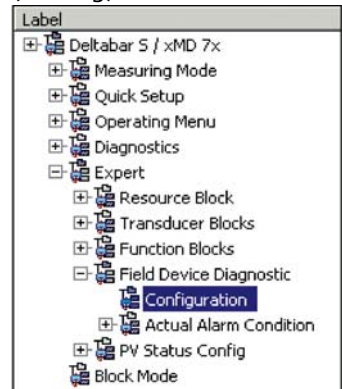 Label
Deltabar S / xMD 7x
Measuring Mode
Quick Setup
Operating Menu
Diagnostics
Expert
Resource Block
Transducer Blocks
Function Blocks
Field Device Diagnostic
Configuration
Actual Alarm Condition
PV Status Config
Block Mode